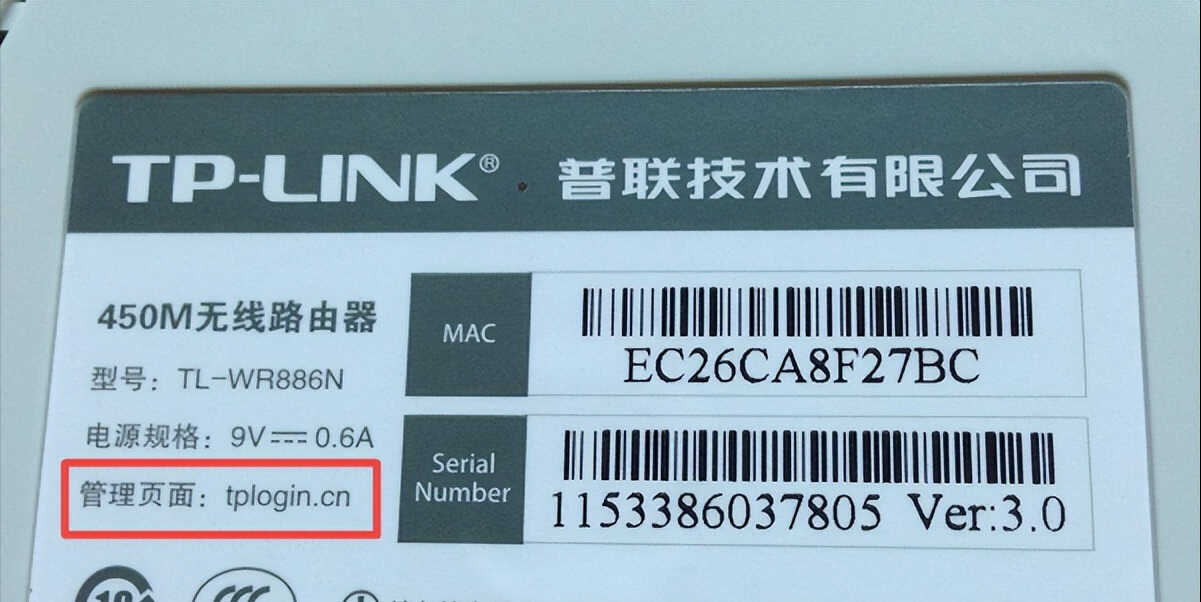 TP-LINK® 普联技术有限公司
450M无线路由器
型号：TL-WR886N
电源规格：9V⎓0.6A
管理页面：tplogin.cn
MAC
EC26CA8F27BC
Serial
Number
1153386037805 Ver:3.0